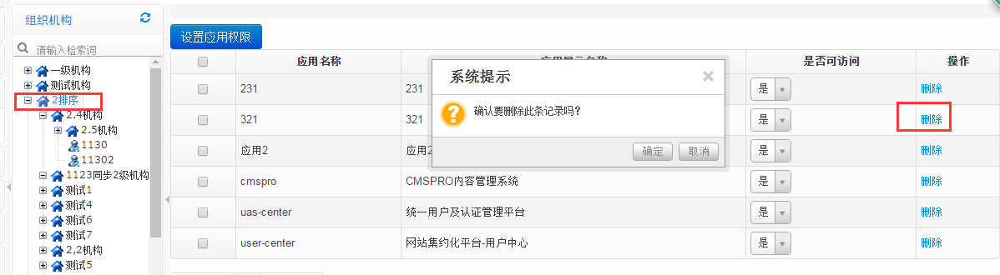 组织机构
请输入检索词
一级机构
测试机构
2排序
2.4机构
2.5机构
1130
11302
1123同步2级机构
测试1
测试4
测试6
测试7
2,2机构
测试5
设置应用权限
应用名称 应用显示名称 是否可访问 操作
231 231 是 删除
321 321 是 删除
应用2 应用2 是 删除
cmspro CMSPRO内容管理系统 是 删除
uas-center 统一用户及认证管理平台 是 删除
user-center 网站集约化平台-用户中心 是 删除
系统提示
确认要删除此条记录吗?
确定 取消